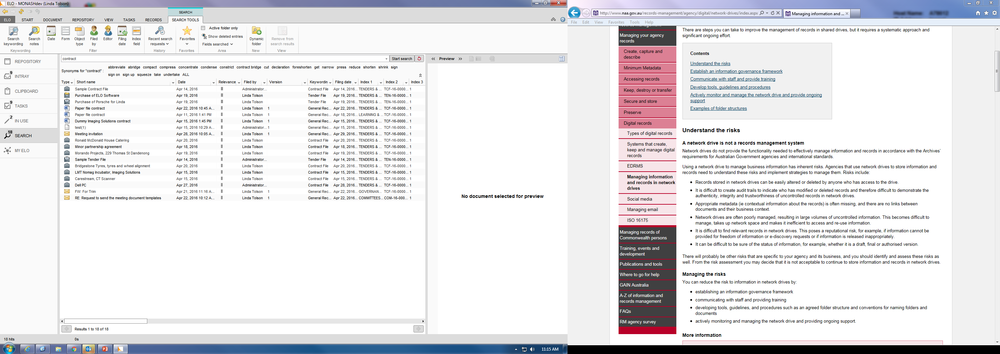 ELO - MONASHdev (Linda Tolson)
SEARCH
ELO START DOCUMENT REPOSITORY VIEW TASKS RECORDS SEARCH TOOLS
Search keywording
Search notes
Keywording
Date
Form
Object type
Filed by
Editor
Filing date
Index field
Filter
Recent search requests
History
Favorites
Favorites
Active folder only
Show deleted entries
Fields searched
Area
Dynamic folder
New
Remove from search results
View
REPOSITORY
9
INTRAY
CLIPBOARD
9
TASKS
2
IN USE
18
SEARCH
MY ELO
contract
Start search
Synonyms for "contract" :
abbreviate abridge compact compress concentrate condense constrict contract bridge cut declaration foreshorten get narrow press reduce shorten shrink sign
sign on sign up squeeze take undertake ALL
Type Short name Date Relevance Filed by Version Keywordin Filing date Index 1 Index 2 Index 3
Sample Contract File Apr 14, 2016 Administrator... Contract File Apr 14, 2016... TENDERS & ... TCF-16-0000... 1
Purchase of ELO Software Apr 19, 2016 Linda Tolson Tender File Apr 19, 2016... TENDERS & ... TEN-16-0000... 1
Purchase of Porsche for Linda Apr 19, 2016 Linda Tolson Tender File Apr 19, 2016... TENDERS & ... TEN-16-0000... 1
Paper file contract Apr 22, 2016 10:45 A... Linda Tolson 1 General Rec... Apr 22, 2016... TENDERS & ... TCF-16-0000... 1
Paper file contract Apr 11, 2016 1:41 PM Linda Tolson 1 General Rec... Apr 18, 2016... LEARNING & ... TCF-16-0000... 1
Dummy Imaging Solutions contract Apr 15, 2016 1:45 PM Linda Tolson 1 General Rec... Apr 15, 2016... TENDERS & ... TCF-16-0000... 1
test(1) Apr 15, 2016 10:29 A... Administrator... 1 General Rec... Apr 15, 2016... TENDERS & ... TCF-16-0000... 1
Meeting invitation Apr 28, 2016 10:05 A... Linda Tolson 1 General Rec... Apr 29, 2016... TENDERS & ... TCF-16-0000... 1
Ronald McDonald House Catering Apr 20, 2016 Linda Tolson Contract File Apr 20, 2016... TENDERS & ... TCF-16-0000... 1
Minor partnership agreement Apr 18, 2016 Linda Tolson Contract File Apr 18, 2016... TENDERS & ... TCF-16-0000... 1
Morando Projects, 229 Thomas St Dandenong Apr 19, 2016 Linda Tolson Contract File Apr 19, 2016... TENDERS & ... TCF-16-0000... 1
Sample Tender File Apr 14, 2016 Administrator... Tender File Apr 14, 2016... TENDERS & ... TEN-16-0000... 1
Bridgestone Tyres, tyres and wheel alignment Apr 20, 2016 Linda Tolson Contract File Apr 20, 2016... TENDERS & ... TCF-16-0000... 1
LMT Nomag Incubator, Imaging Solutions Apr 15, 2016 Linda Tolson Contract File Apr 15, 2016... TENDERS & ... TCF-16-0000... 1
Carestream, CT Scanner Apr 15, 2016 Linda Tolson Contract File Apr 15, 2016... TENDERS & ... TCF-16-0000... 1
Dell PC Apr 27, 2016 Administrator... Contract File Apr 28, 2016... TENDERS & ... TCF-16-0000... 1
FW: For Trim Apr 21, 2016 11:16 A... Linda Tolson 1 General Rec... Apr 22, 2016... GOVERNAN... TCF-16-0000... 1
RE: Request to send the meeting document templates Apr 22, 2016 10:12 A... Linda Tolson 1 General Rec... Apr 22, 2016... COMMITTEES... COM-16-000... 1
Results 1 to 18 of 18
18 hits 0s
Preview
No document selected for preview
11:15 AM
http://www.naa.gov.au/records-management/agency/digital/network-drives/index.aspx
Managing information and ...
File Edit View Favorites Tools Help
Managing your agency
records
Create, capture and
describe
Minimum Metadata
Accessing records
Keep, destroy or transfer
Secure and store
Preserve
Digital records
Types of digital records
Systems that create,
keep and manage digital
records
EDRMS
Managing information
and records in network
drives
Social media
Managing email
ISO 16175
Managing records of
Commonwealth persons
Training, events and
development
Publications and tools
Where to go for help
GAIN Australia
A-Z of information and
records management
FAQs
RM agency survey
There are steps you can take to improve the management of records in shared drives, but it requires a systematic approach and
significant ongoing effort.
Contents
Understand the risks
Establish an information governance framework
Communicate with staff and provide training
Develop tools, guidelines and procedures
Actively monitor and manage the network drive and provide ongoing
support
Examples of folder structures
Understand the risks
A network drive is not a records management system
Network drives do not provide the functionality needed to effectively manage information and records in accordance with the Archives'
requirements for Australian Government agencies and international standards.
Using a network drive to manage business information has inherent risks. Agencies that use network drives to store information and
records need to understand these risks and implement strategies to manage them. Risks include:
• Records stored in network drives can be easily altered or deleted by anyone who has access to the drive.
• It is difficult to create audit trails to indicate who has modified or deleted records and therefore difficult to demonstrate the
authenticity, integrity and trustworthiness of uncontrolled records in network drives.
• Appropriate metadata (ie contextual information about the records) is often missing, and there are no links between
documents and their business context.
• Network drives are often poorly managed, resulting in large volumes of uncontrolled information. This becomes difficult to
manage, takes up network space and makes it inefficient to access and re-use information.
• It is difficult to find relevant records in network drives. This poses a reputational risk, for example, if information cannot be
provided for freedom of information or e-discovery requests or if information is released inappropriately.
• It can be difficult to be sure of the status of information, for example, whether it is a draft, final or authorised version.
There will probably be other risks that are specific to your agency and its business, and you should identify and assess these risks as
well. From the risk assessment you may decide that it is not acceptable to continue to store information and records in network drives.
Managing the risks
You can reduce the risk to information in network drives by:
• establishing an information governance framework
• communicating with staff and providing training
• developing tools, guidelines, and procedures such as an agreed folder structure and conventions for naming folders and
documents
• actively monitoring and managing the network drive and providing ongoing support.
More information